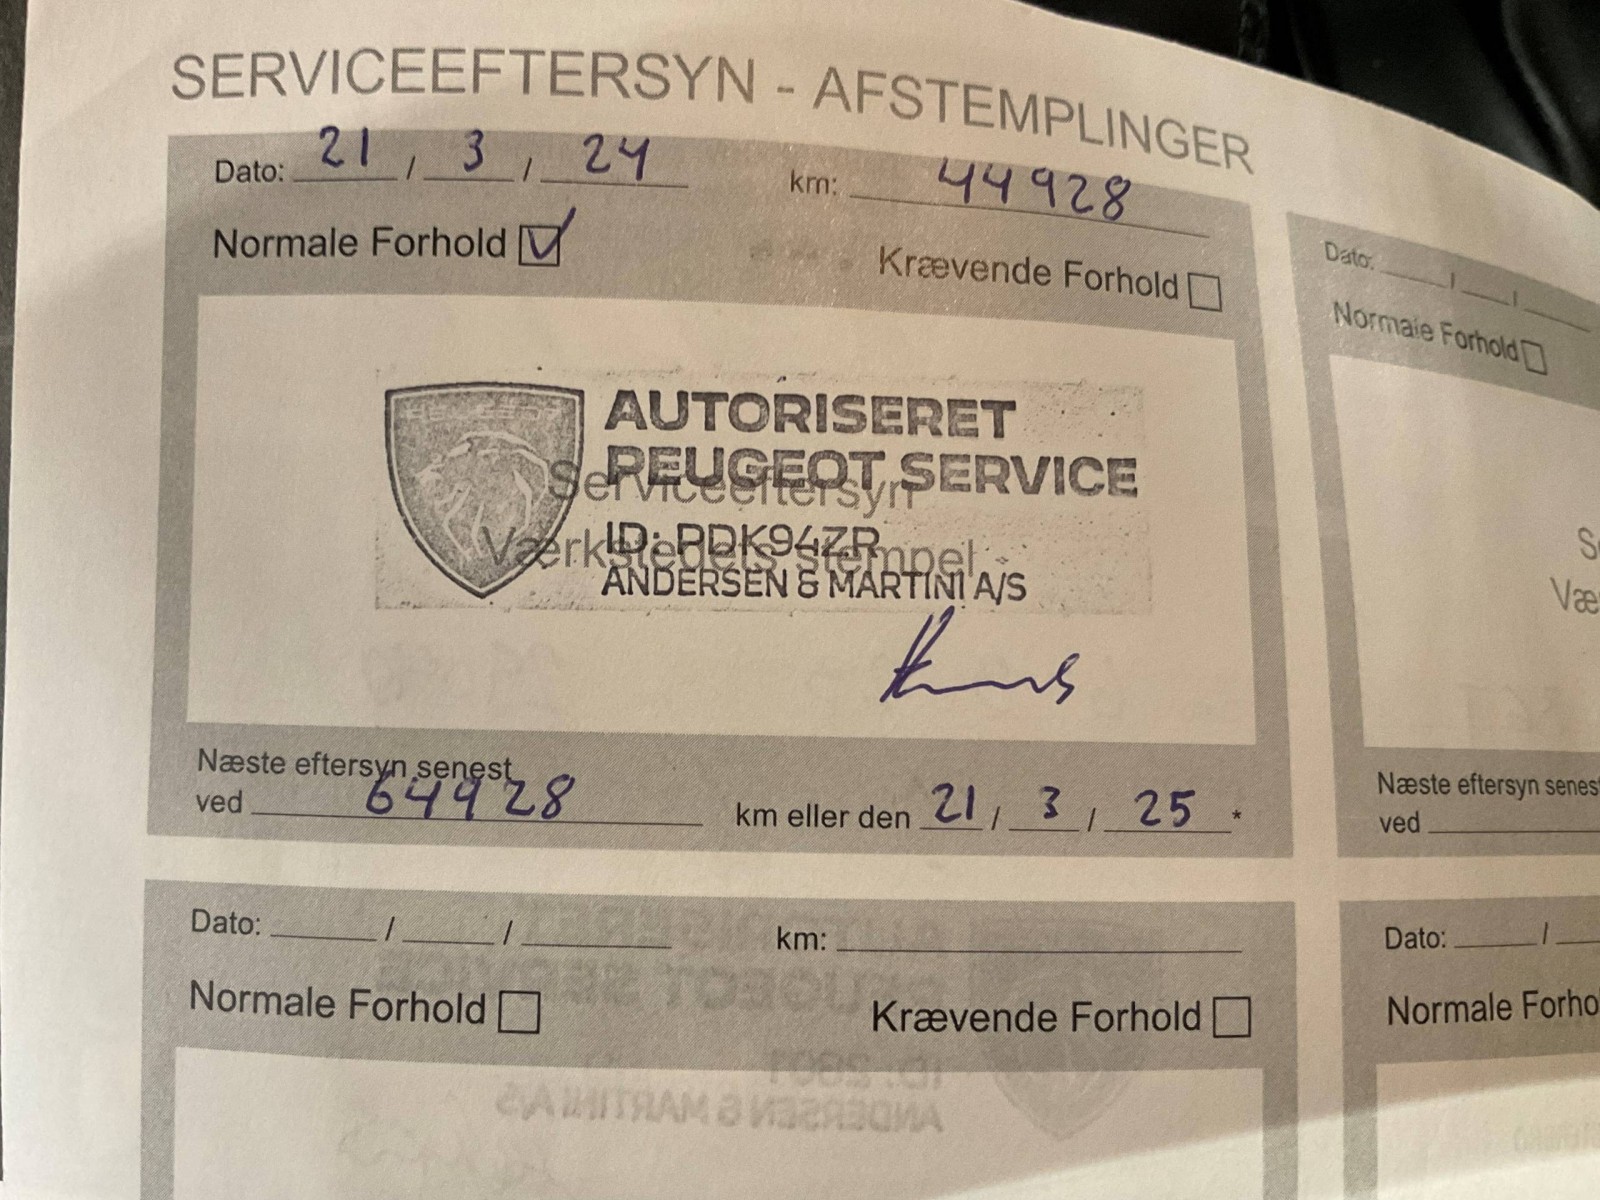 SERVICEEFTERSYN - AFSTEMPLINGER
Dato: 21 / 3 / 24 km: 44928
Normale Forhold Krævende Forhold
AUTORISERET
PEUGEOT SERVICE
Serviceeftersyn
ID: PDK94ZR
Værkstedets stempel
ANDERSEN & MARTINI A/S
Næste eftersyn senest
ved 64928 km eller den 21 / 3 / 25 *
Dato: / / km:
Normale Forhold Krævende Forhold
Dato: / /
Normale Forhold
Næste eftersyn senest
ved
Dato: /
Normale Forho